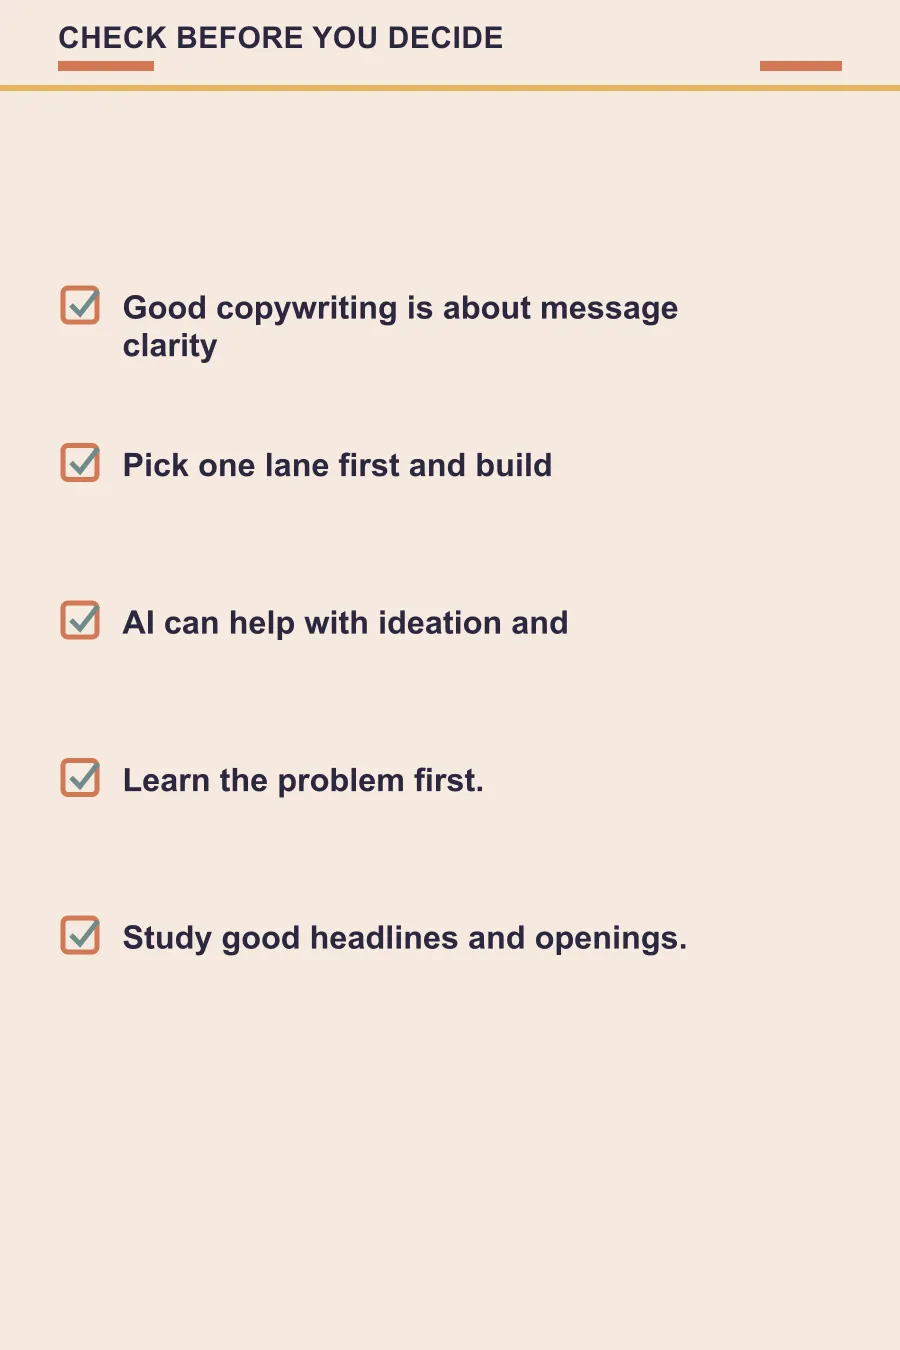 CHECK BEFORE YOU DECIDE
Good copywriting is about message
clarity
Pick one lane first and build
AI can help with ideation and
Learn the problem first.
Study good headlines and openings.